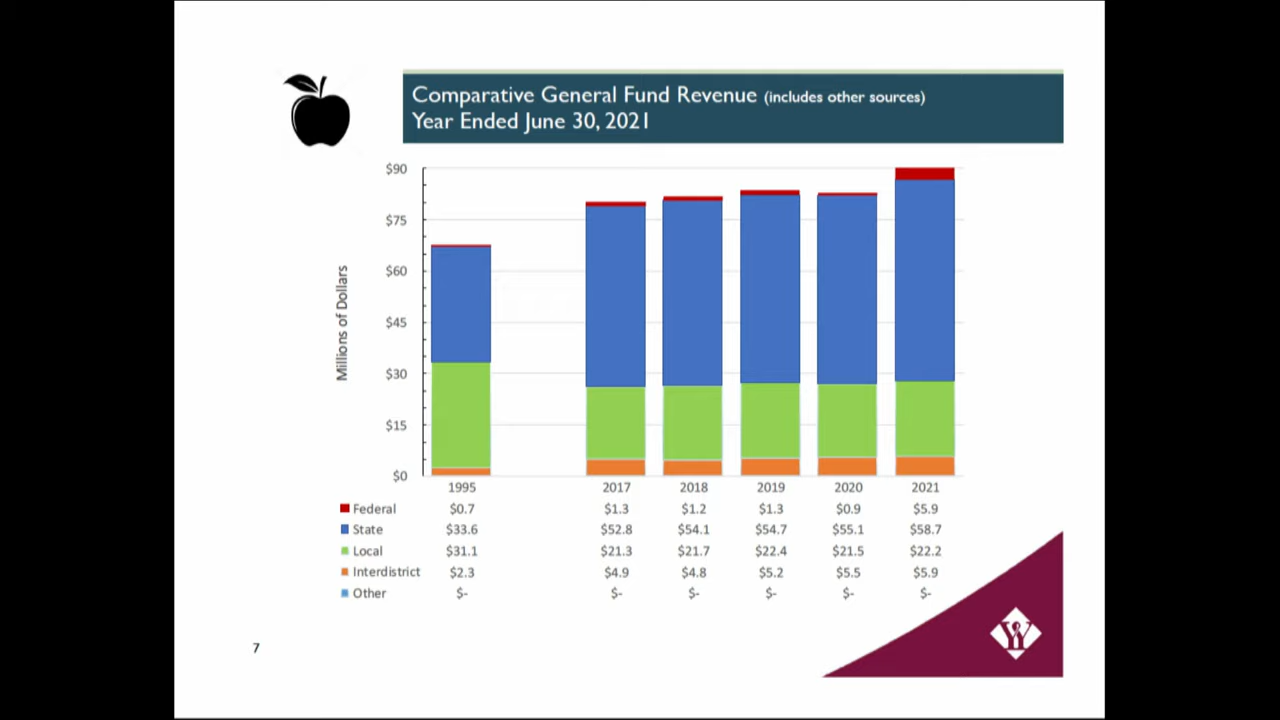 Comparative General Fund Revenue (includes other sources)
Year Ended June 30, 2021
Millions of Dollars
$90
$75
$60
$45
$30
$15
$0
1995 2017 2018 2019 2020 2021
Federal $0.7 $1.3 $1.2 $1.3 $0.9 $5.9
State $33.6 $52.8 $54.1 $54.7 $55.1 $58.7
Local $31.1 $21.3 $21.7 $22.4 $21.5 $22.2
Interdistrict $2.3 $4.9 $4.8 $5.2 $5.5 $5.9
Other $- $- $- $- $- $-
7